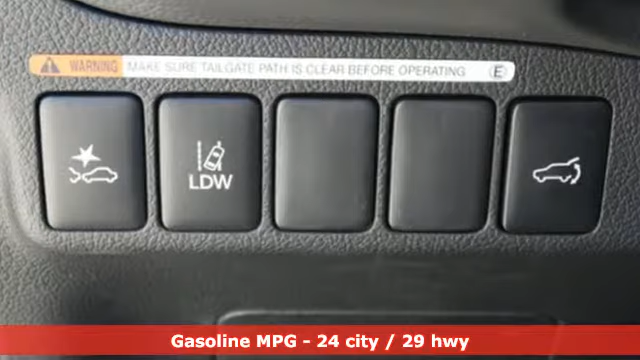 WARNING MAKE SURE TAILGATE PATH IS CLEAR BEFORE OPERATING E
LDW
Gasoline MPG - 24 city / 29 hwy